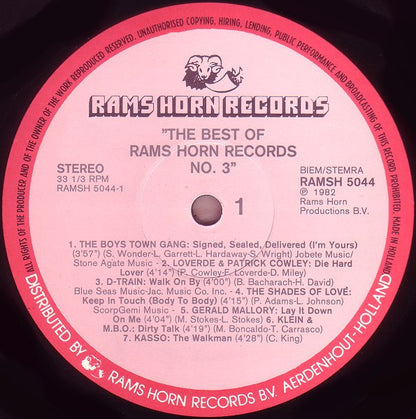 ALL RIGHTS OF THE PRODUCER AND OF THE OWNER OF THE WORK REPRODUCED RESERVED. UNAUTHORISED COPYING, HIRING, LENDING, PUBLIC PERFORMANCE AND BROADCASTING OF THIS RECORD PROHIBITED. MADE IN HOLLAND
RAMS HORN RECORDS
"THE BEST OF
RAMS HORN RECORDS
NO. 3"
STEREO
33 1/3 RPM
RAMSH 5044-1
BIEM/STEMRA
RAMSH 5044
℗ 1982
Rams Horn
Productions B.V.
1
1. THE BOYS TOWN GANG: Signed, Sealed, Delivered (I'm Yours)
(3'57") (S. Wonder-L. Garrett-L. Hardaway-S. Wright) Jobete Music/
Stone Agate Music - 2. LOVERDE & PATRICK COWLEY: Die Hard
Lover (4'14") (P. Cowley-F. Loverde-D. Miley)
3. D-TRAIN: Walk On By (4'00") (B. Bacharach-H. David)
Blue Seas Music-Jac. Music Co. Inc. - 4. THE SHADES OF LOVE:
Keep in Touch (Body To Body) (4'15") (P. Adams-L. Johnson)
ScorpGemi Music - 5. GERALD MALLORY: Lay It Down
On Me (4'04") (M. Stokes-L. Stokes) 6. KLEIN &
M.B.O.: Dirty Talk (4'19") (M. Boncaldo-T. Carrasco)
7. KASSO: The Walkman (4'28") (C. King)
DISTRIBUTED BY RAMS HORN RECORDS BV. AERDENHOUT-HOLLAND